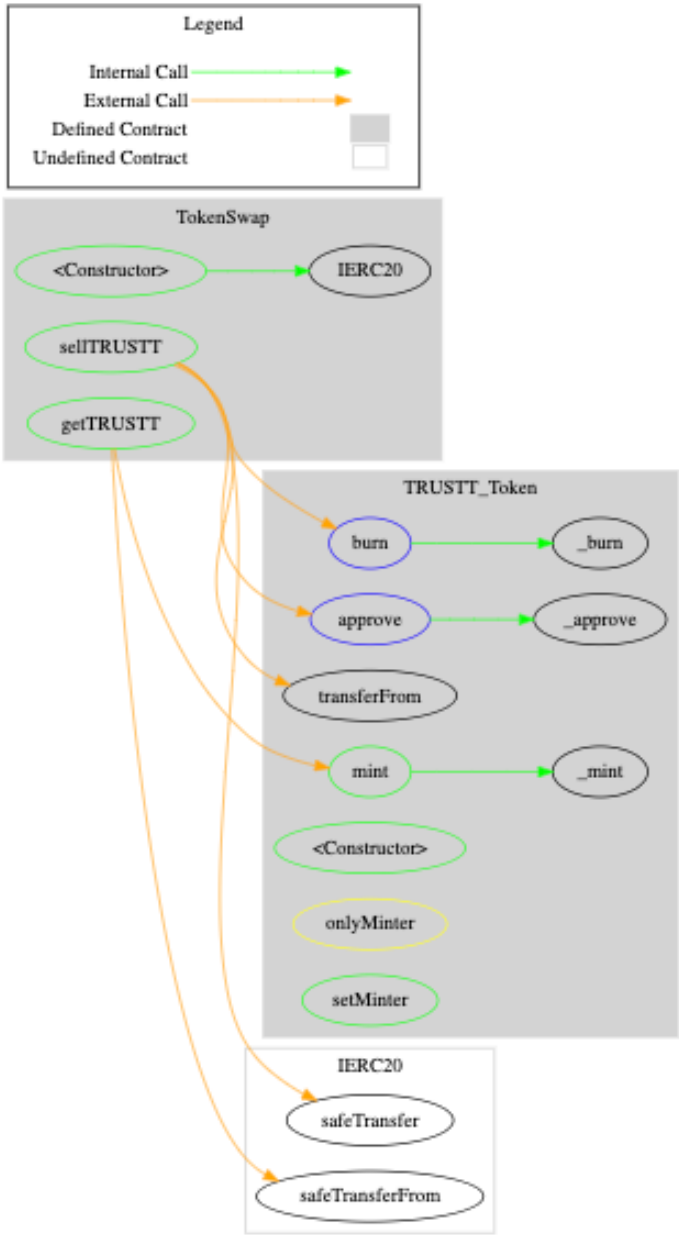 Legend
Internal Call
External Call
Defined Contract
Undefined Contract
TokenSwap
<Constructor> IERC20
sellTRUSTT
getTRUSTT
TRUSTT_Token
burn _burn
approve _approve
transferFrom
mint _mint
<Constructor>
onlyMinter
setMinter
IERC20
safeTransfer
safeTransferFrom